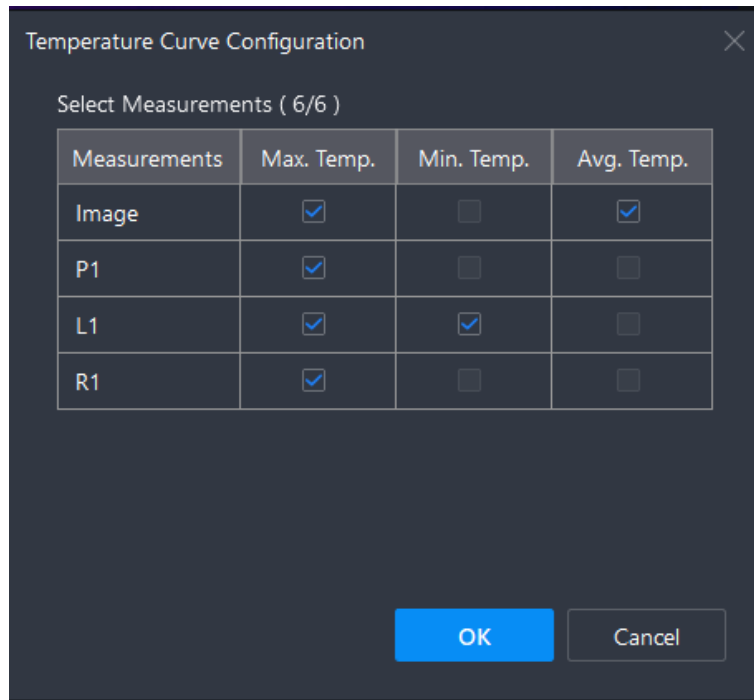 Temperature Curve Configuration
Select Measurements ( 6/6 )
Measurements Max. Temp. Min. Temp. Avg. Temp.
Image
P1
L1
R1
OK Cancel